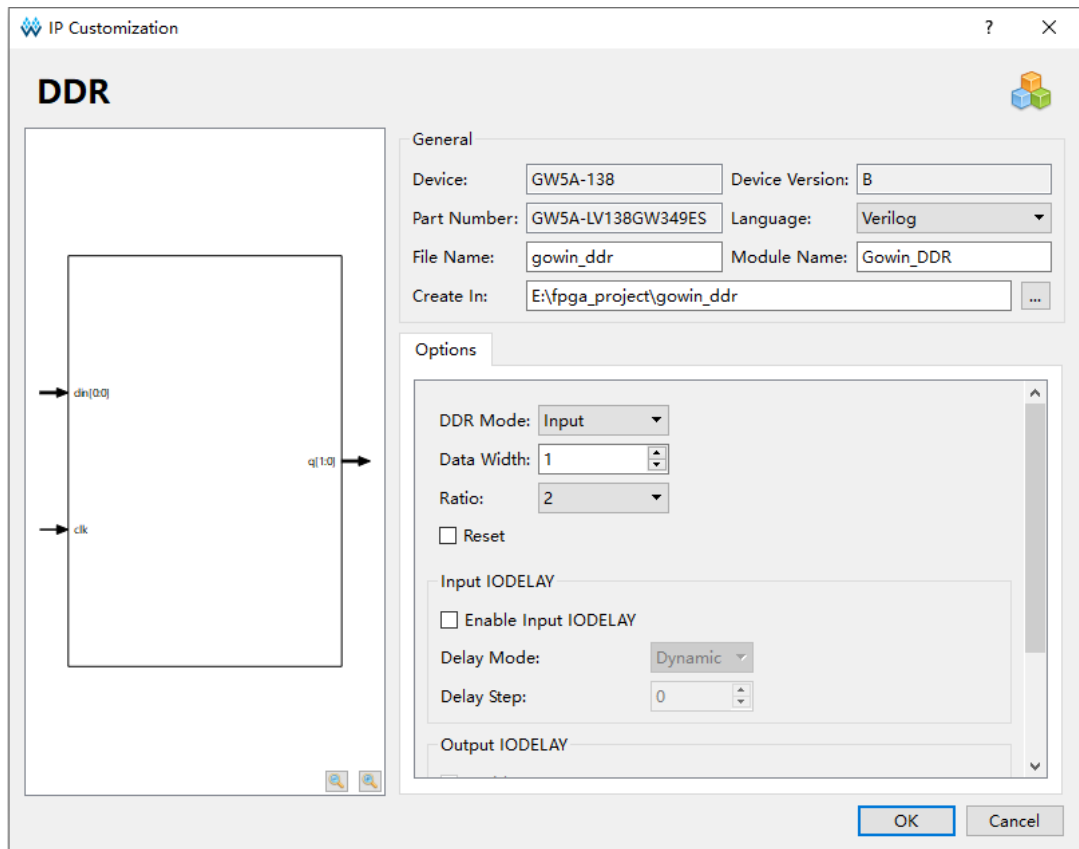 IP Customization
?
DDR
General
Device: GW5A-138 Device Version: B
Part Number: GW5A-LV138GW349ES Language: Verilog
File Name: gowin_ddr Module Name: Gowin_DDR
Create In: E:\fpga_project\gowin_ddr ...
Options
din[0:0]
q[1:0]
clk
DDR Mode: Input
Data Width: 1
Ratio: 2
Reset
Input IODELAY
Enable Input IODELAY
Delay Mode: Dynamic
Delay Step: 0
Output IODELAY
OK Cancel